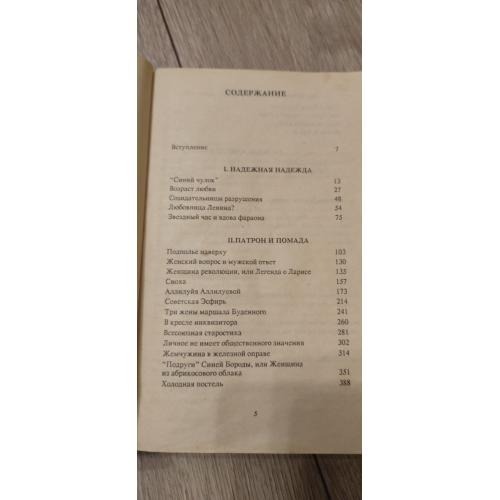 СОДЕРЖАНИЕ
Вступление 7
I. НАДЕЖНАЯ НАДЕЖДА
"Синий чулок" 13
Возраст любви 27
Созидательницы разрушения 48
Любовница Ленина? 54
Звездный час и вдова фараона 75
II.ПАТРОН И ПОМАДА
Подполье наверху 103
Женский вопрос и мужской ответ 130
Женщина революции, или Легенда о Ларисе 135
Сноха 157
Аллилуйя Аллилуевой 173
Советская Эсфирь 214
Три жены маршала Буденного 241
В кресле инквизитора 260
Всесоюзная старостиха 281
Личное не имеет общественного значения 302
Жемчужина в железной оправе 314
"Подруги" Синей Бороды, или Женщина
из абрикосового облака 351
Холодная постель 388
5